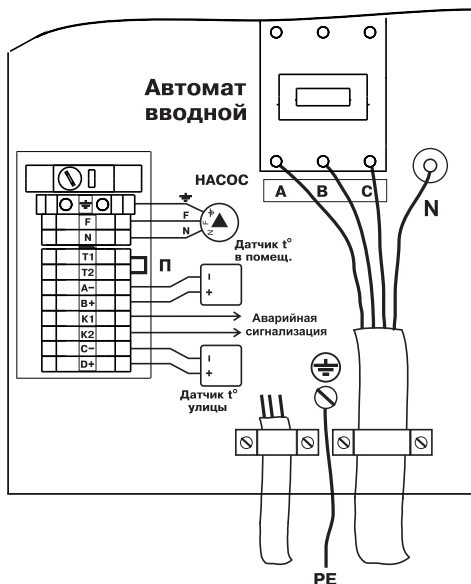 Автомат
вводной
НАСОС
A B C
N
F
N
F
N
F
N
T1
T2
A–
B+
K1
K2
C–
D+
П
Датчик t°
в помещ.
–
+
Аварийная
сигнализация
–
+
Датчик t°
улицы
PE